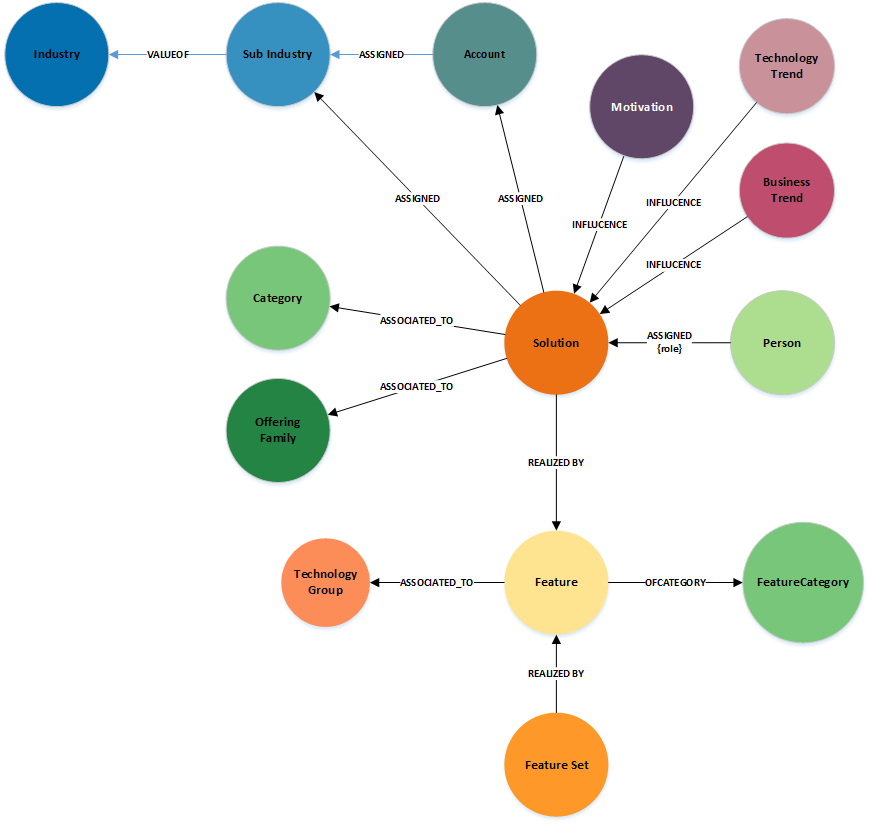 Industry
VALUEOF
Sub Industry
ASSIGNED
Account
Technology
Trend
Motivation
Business
Trend
ASSIGNED
ASSIGNED
INFLUCENCE
INFLUCENCE
INFLUCENCE
Category
ASSOCIATED_TO
Solution
ASSIGNED
{role}
Person
ASSOCIATED_TO
Offering
Family
REALIZED BY
Technology
Group
ASSOCIATED_TO
Feature
OFCATEGORY
FeatureCategory
REALIZED BY
Feature Set